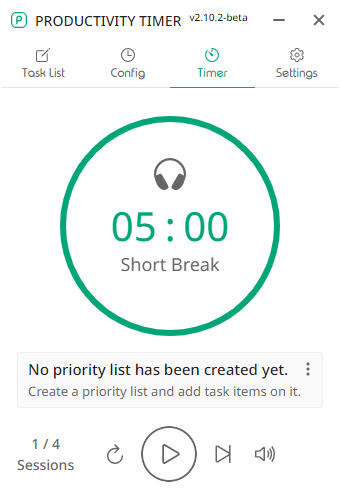 P PRODUCTIVITY TIMER v2.10.2-beta
Task List Config Timer Settings
05 : 00
Short Break
No priority list has been created yet.
Create a priority list and add task items on it.
1 / 4
Sessions